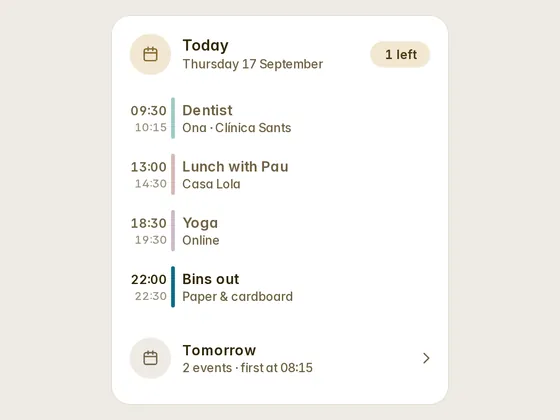 Today
Thursday 17 September
1 left
09:30 Dentist
10:15 Ona · Clínica Sants
13:00 Lunch with Pau
14:30 Casa Lola
18:30 Yoga
19:30 Online
22:00 Bins out
22:30 Paper & cardboard
Tomorrow
2 events · first at 08:15